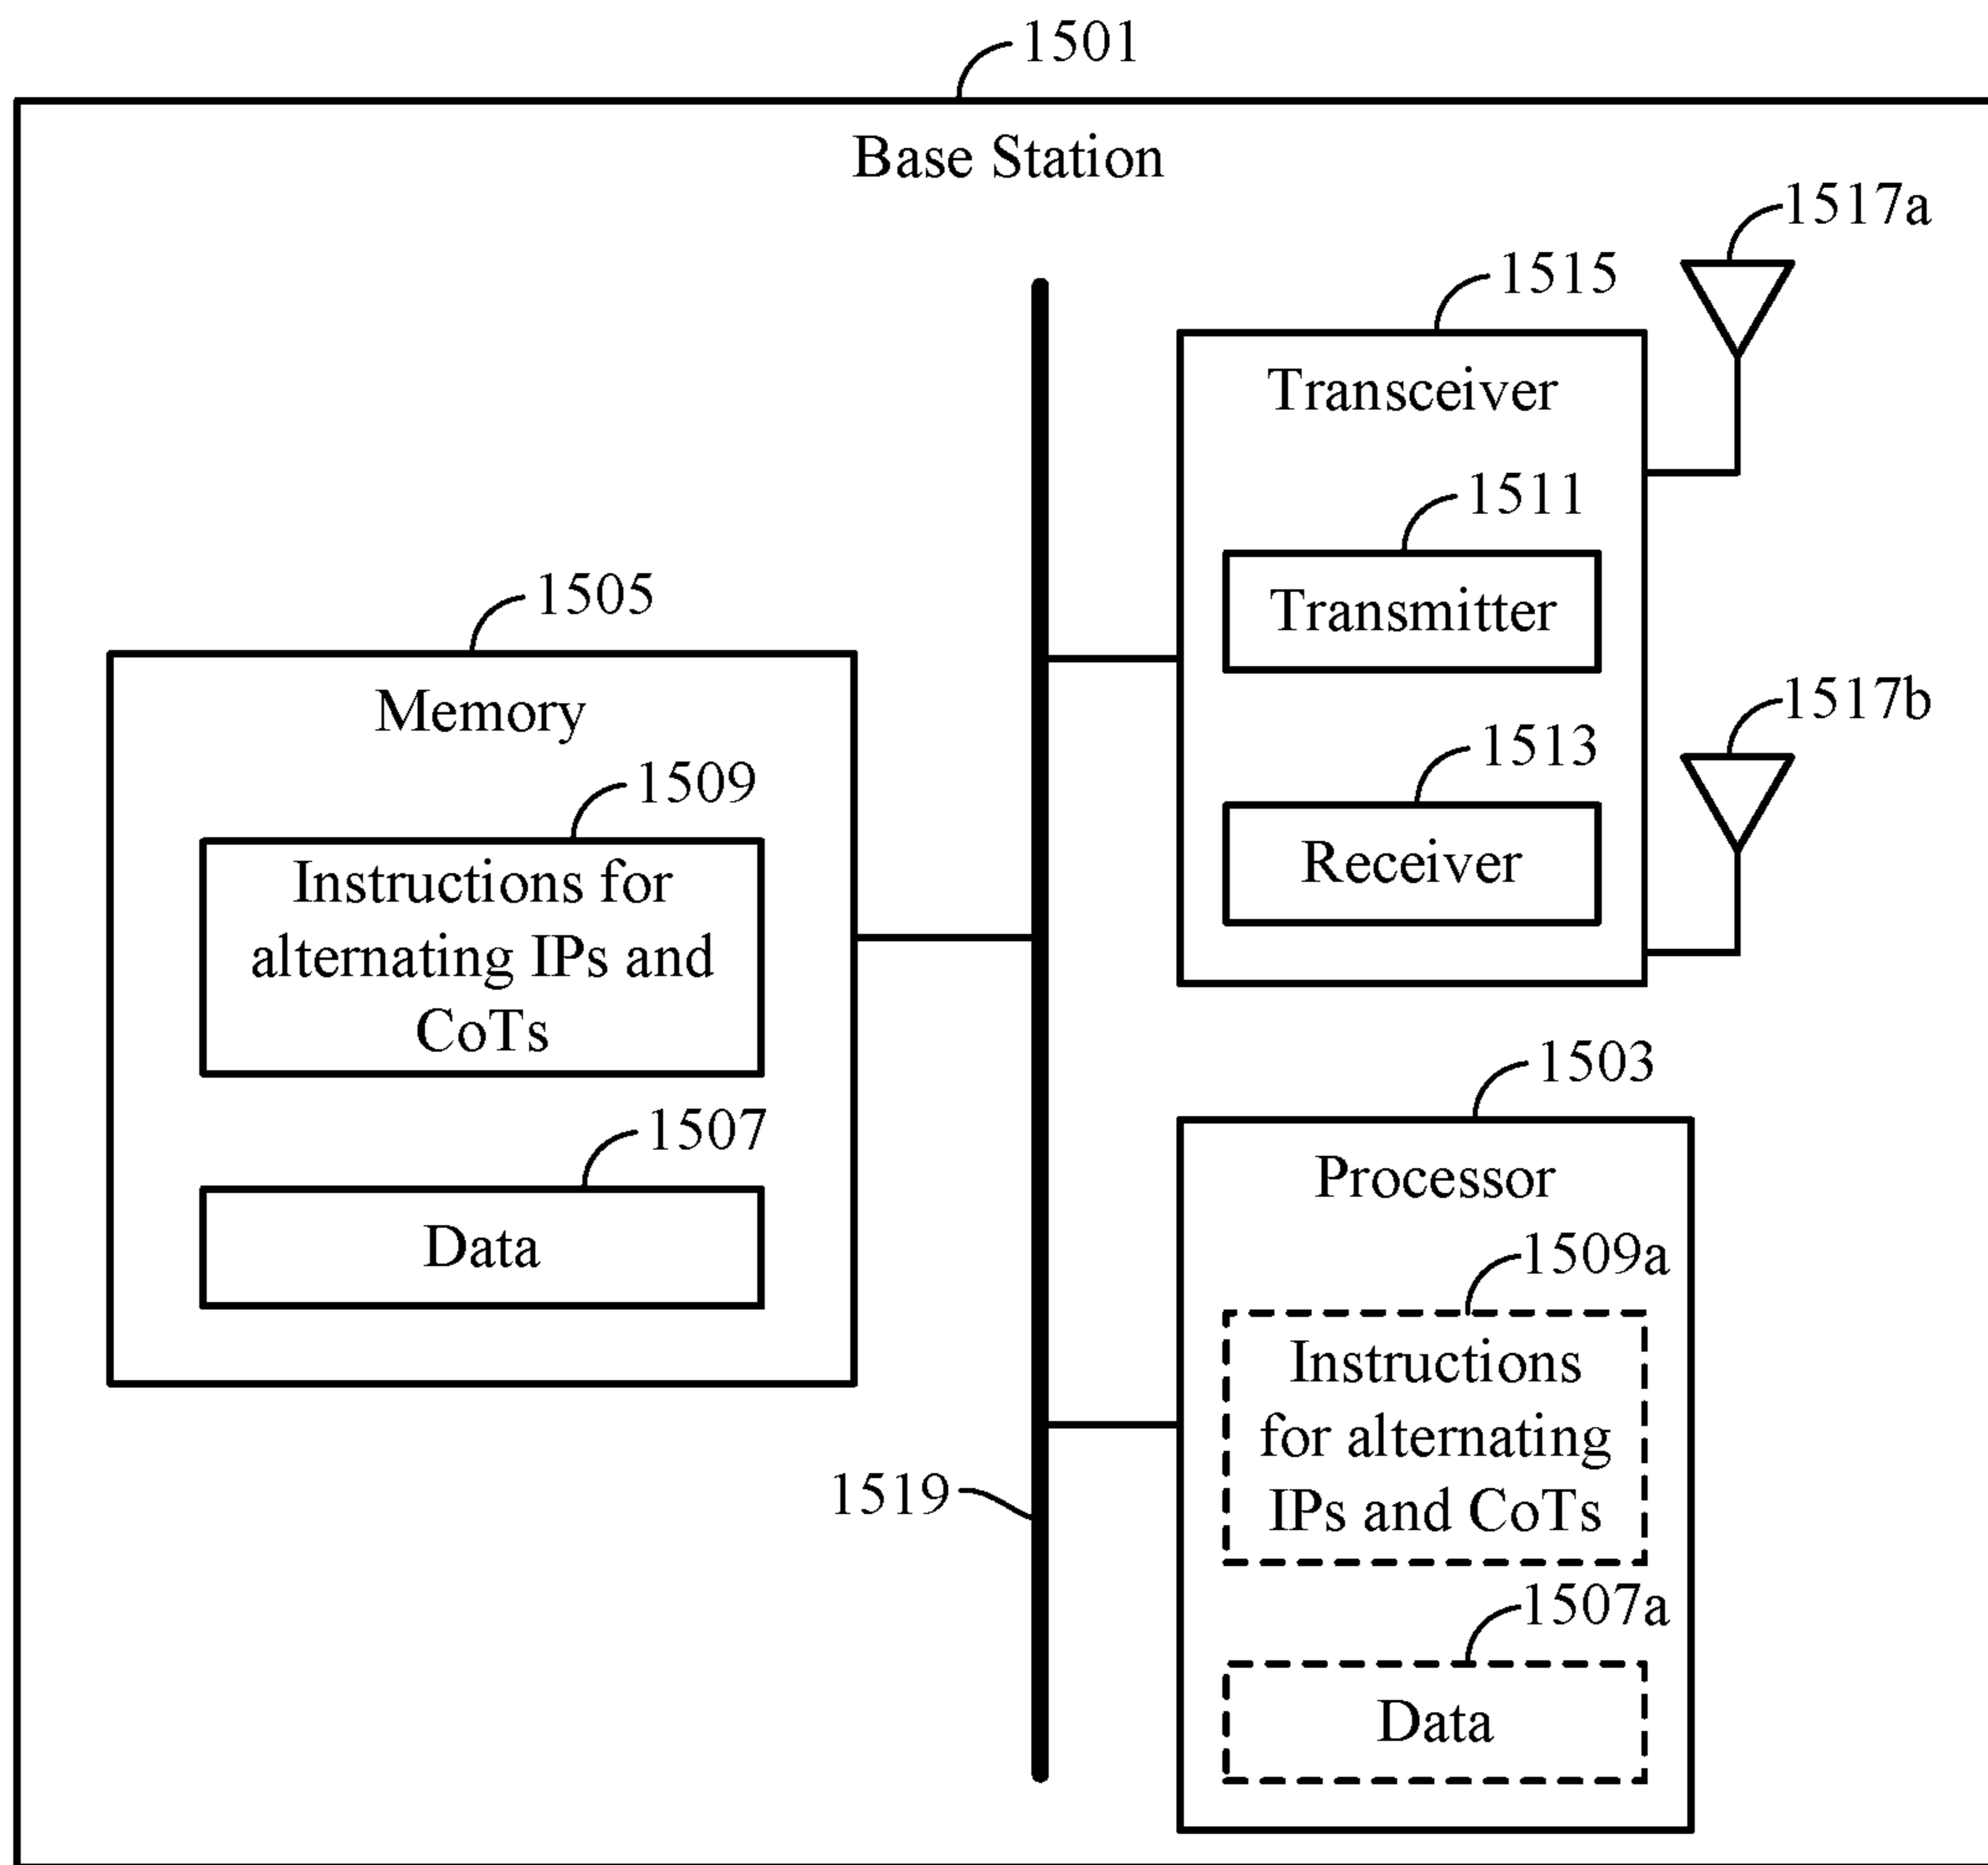 1501
Base Station
1517a
1515
Transceiver
1511
Transmitter
1505
Memory
1517b
1513
Receiver
1509
Instructions for
alternating IPs and
CoTs
1503
1507
Data
Processor
1509a
Instructions
for alternating
IPs and CoTs
1519
1507a
Data